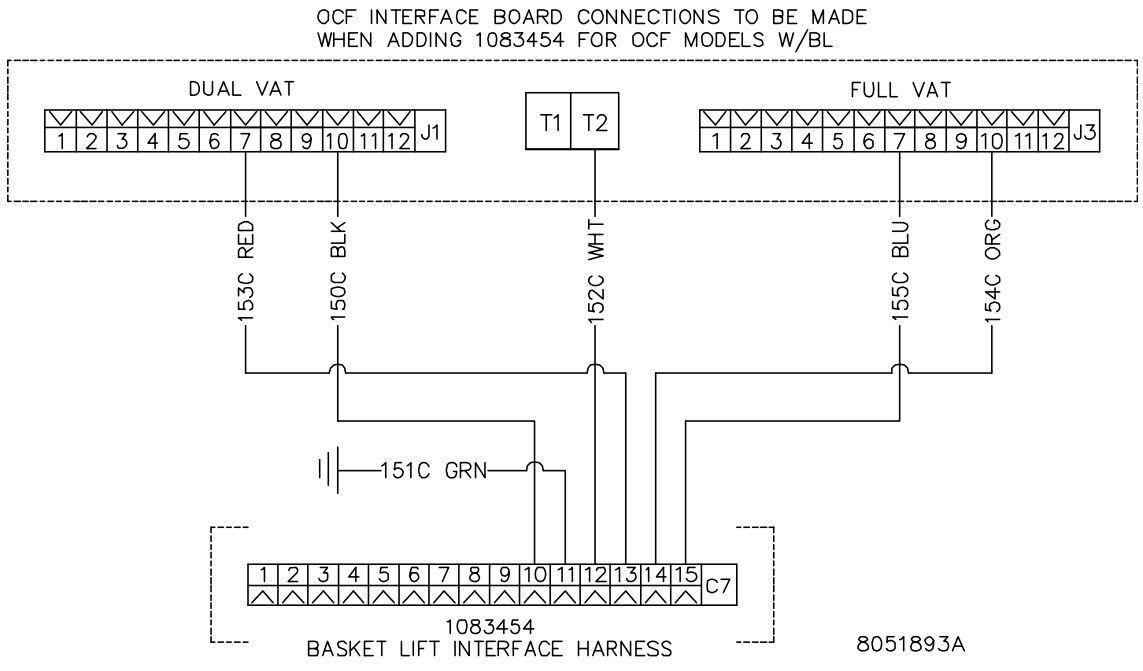 OCF INTERFACE BOARD CONNECTIONS TO BE MADE
WHEN ADDING 1083454 FOR OCF MODELS W/BL
DUAL VAT
FULL VAT
1 2 3 4 5 6 7 8 9 10 11 12 J1
T1 T2
1 2 3 4 5 6 7 8 9 10 11 12 J3
153C RED
150C BLK
152C WHT
155C BLU
154C ORG
151C GRN
1 2 3 4 5 6 7 8 9 10 11 12 13 14 15 C7
1083454
BASKET LIFT INTERFACE HARNESS
8051893A